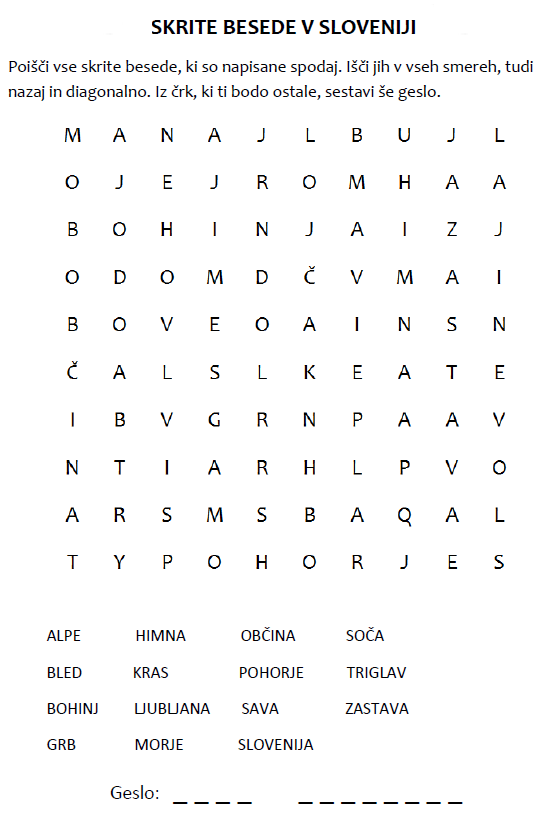 SKRITE BESEDE V SLOVENIJI
Poišči vse skrite besede, ki so napisane spodaj. Išči jih v vseh smereh, tudi
nazaj in diagonalno. Iz črk, ki ti bodo ostale, sestavi še geslo.
M A N A J L B U J L
O J E J R O M H A A
B O H I N J A I Z J
O D O M D Č V M A I
B O V E O A I N S N
Č A L S L K E A T E
I B V G R N P A A V
N T I A R H L P V O
A R S M S B A Q A L
T Y P O H O R J E S
ALPE HIMNA OBČINA SOČA
BLED KRAS POHORJE TRIGLAV
BOHINJ LJUBLJANA SAVA ZASTAVA
GRB MORJE SLOVENIJA
Geslo: _ _ _ _ _ _ _ _ _ _ _ _